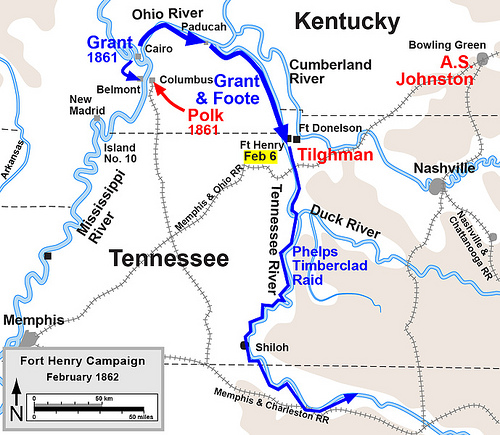 Ohio River
Kentucky
Paducah
Grant
1861
Cairo
Bowling Green
A.S.
Johnston
Cumberland
River
Belmont
Columbus
Grant
& Foote
Polk
1861
New
Madrid
Ft Donelson
Island
No. 10
Ft Henry
Feb 6
Tilghman
Arkansas
Nashville
Memphis & Ohio RR
Mississippi
River
Tennessee River
Duck River
Nashville &
Chattanooga RR
Tennessee
Phelps
Timberclad
Raid
Memphis
Shiloh
Fort Henry Campaign
February 1862
N
0 50 km
0 50 miles
Memphis & Charleston RR